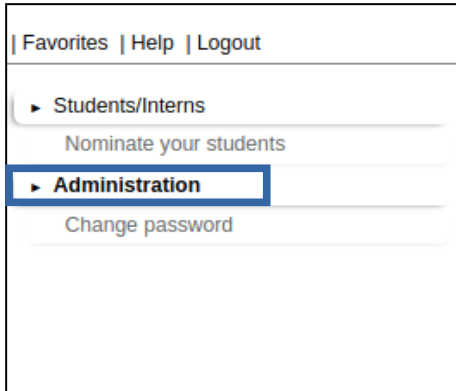 | Favorites | Help | Logout
▸ Students/Interns
Nominate your students
▸ Administration
Change password